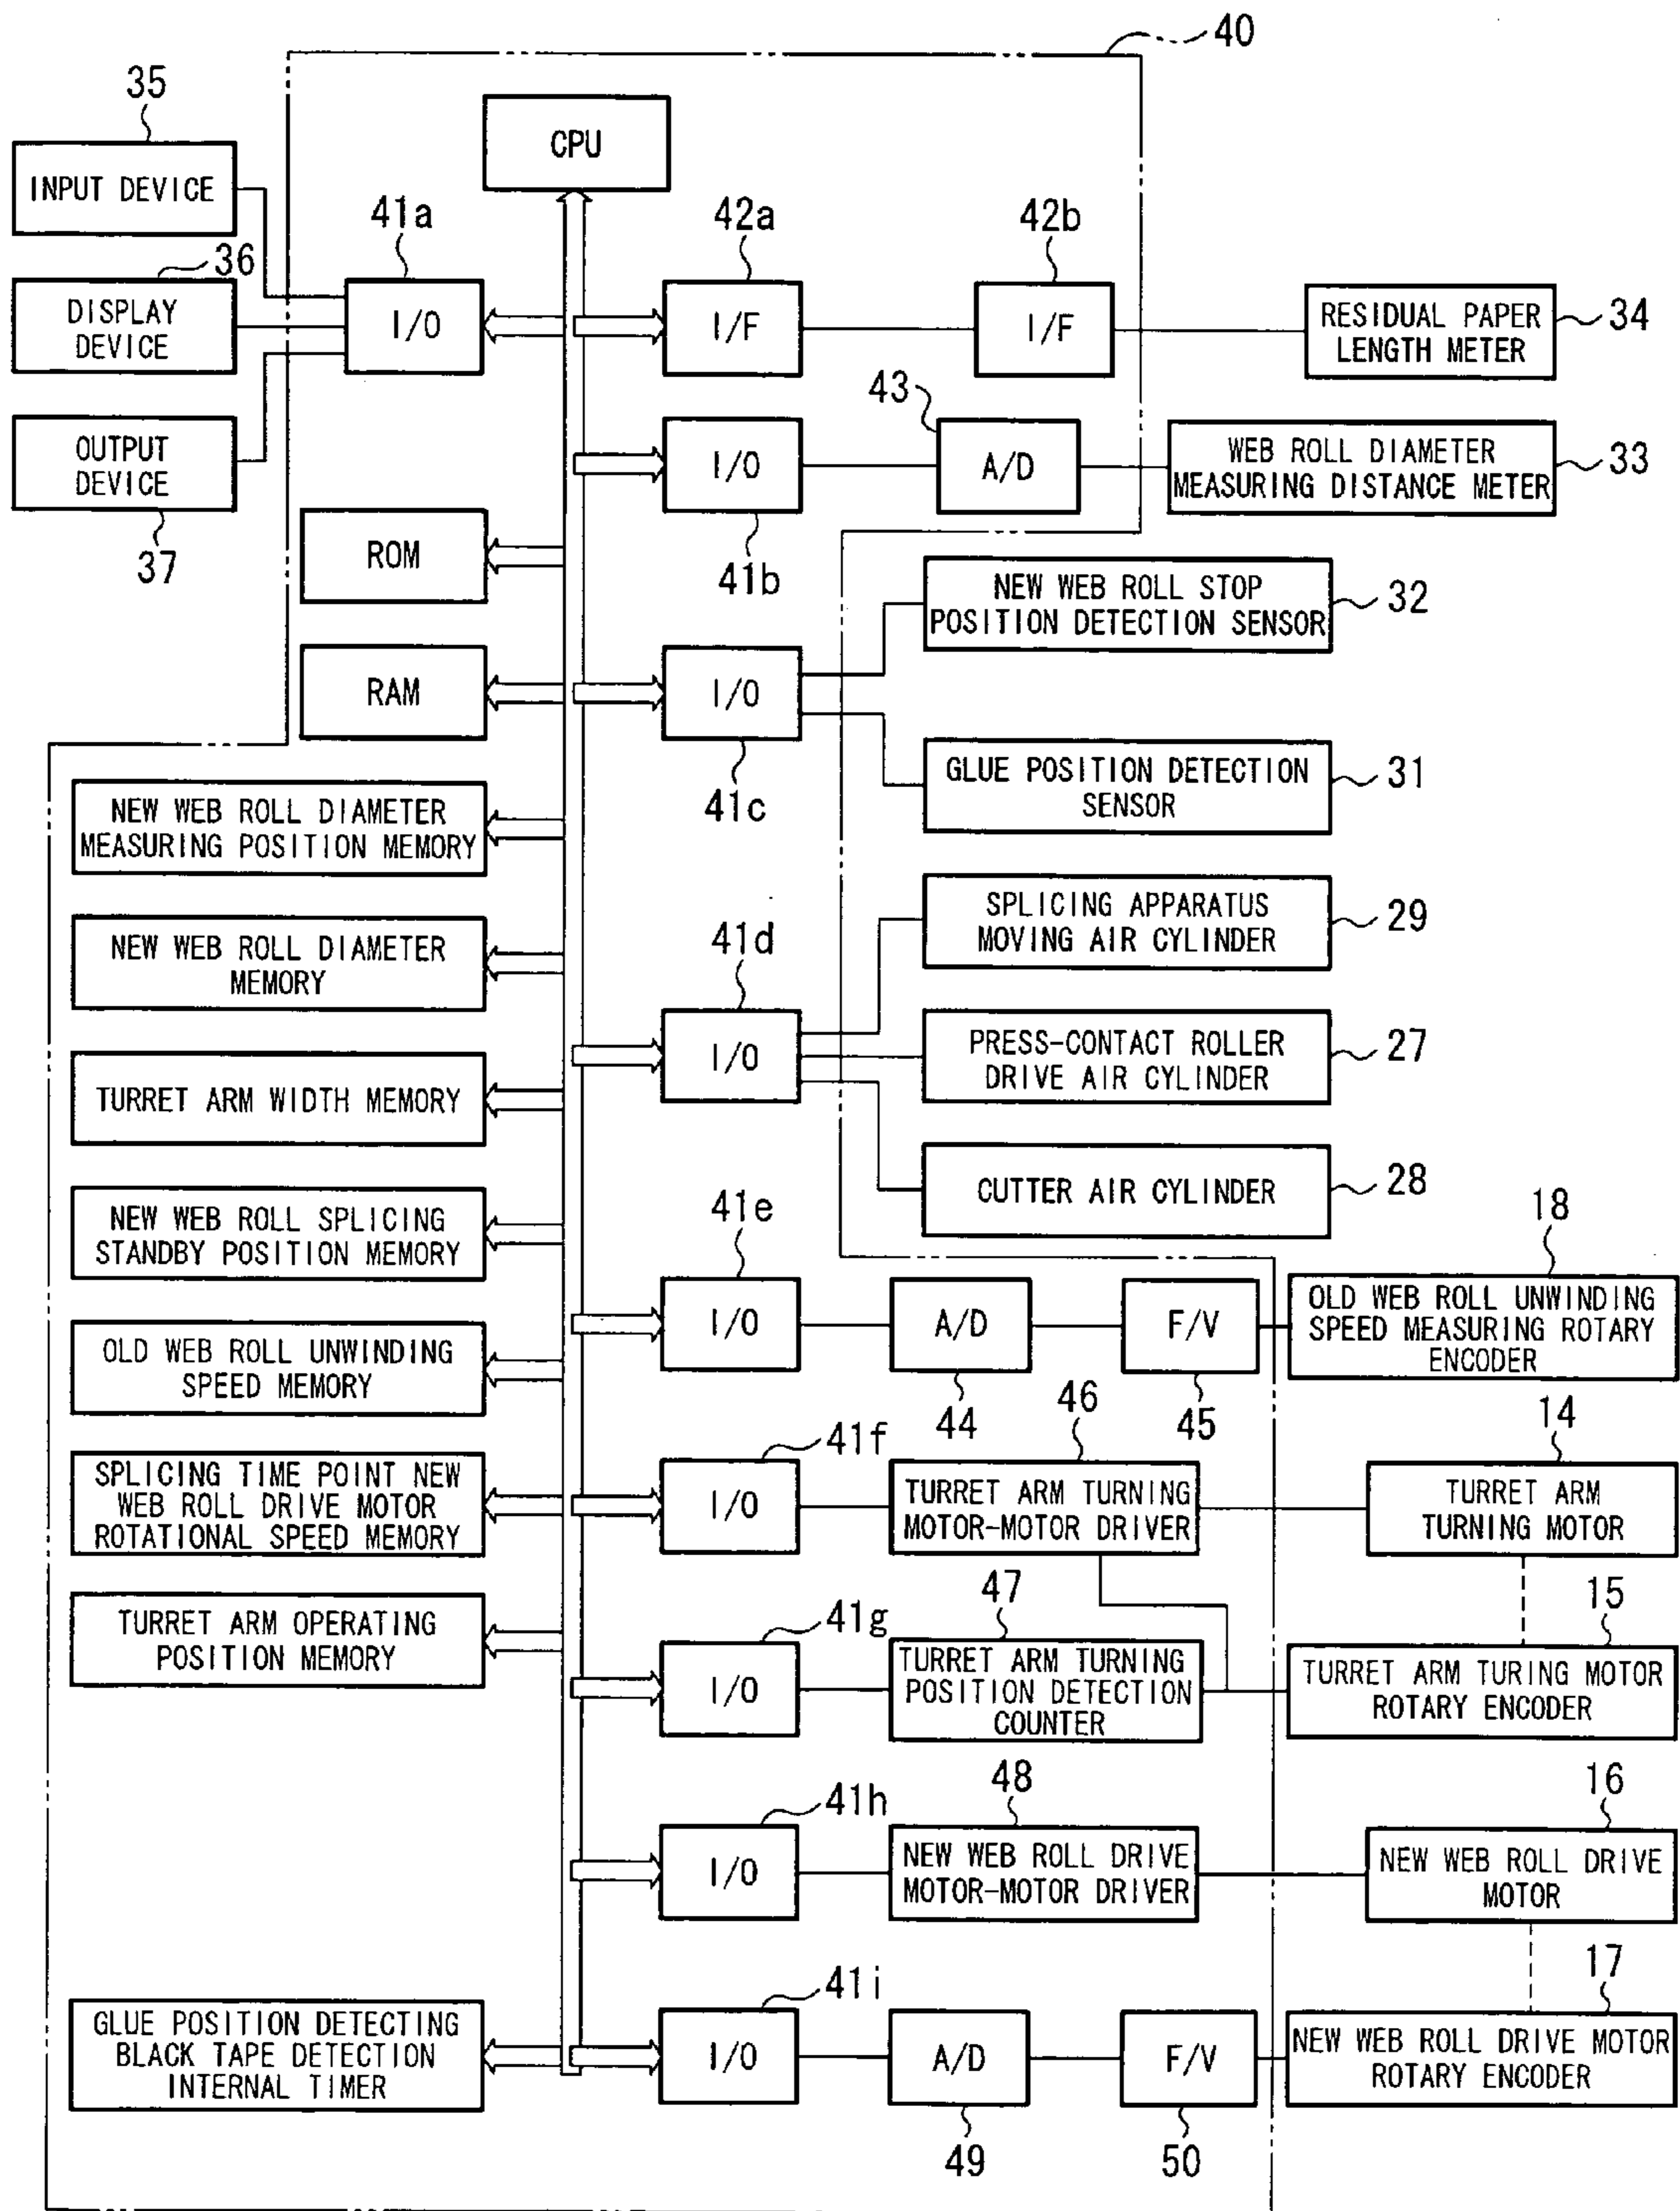 40
35
CPU
INPUT DEVICE
41a
42a
42b
36
DISPLAY
DEVICE
I/O
I/F
I/F
RESIDUAL PAPER
LENGTH METER
34
43
OUTPUT
DEVICE
I/O
A/D
WEB ROLL DIAMETER
MEASURING DISTANCE METER
33
37
ROM
41b
NEW WEB ROLL STOP
POSITION DETECTION SENSOR
32
RAM
I/O
41c
GLUE POSITION DETECTION
SENSOR
31
NEW WEB ROLL DIAMETER
MEASURING POSITION MEMORY
SPLICING APPARATUS
MOVING AIR CYLINDER
29
NEW WEB ROLL DIAMETER
MEMORY
41d
I/O
PRESS-CONTACT ROLLER
DRIVE AIR CYLINDER
27
TURRET ARM WIDTH MEMORY
CUTTER AIR CYLINDER
28
NEW WEB ROLL SPLICING
STANDBY POSITION MEMORY
41e
18
I/O
A/D
F/V
OLD WEB ROLL UNWINDING
SPEED MEASURING ROTARY
ENCODER
OLD WEB ROLL UNWINDING
SPEED MEMORY
44
45
46
14
41f
SPLICING TIME POINT NEW
WEB ROLL DRIVE MOTOR
ROTATIONAL SPEED MEMORY
I/O
TURRET ARM TURNING
MOTOR-MOTOR DRIVER
TURRET ARM
TURNING MOTOR
47
15
41g
TURRET ARM OPERATING
POSITION MEMORY
I/O
TURRET ARM TURNING
POSITION DETECTION
COUNTER
TURRET ARM TURING MOTOR
ROTARY ENCODER
48
16
41h
I/O
NEW WEB ROLL DRIVE
MOTOR-MOTOR DRIVER
NEW WEB ROLL DRIVE
MOTOR
17
41i
GLUE POSITION DETECTING
BLACK TAPE DETECTION
INTERNAL TIMER
I/O
A/D
F/V
NEW WEB ROLL DRIVE MOTOR
ROTARY ENCODER
49
50